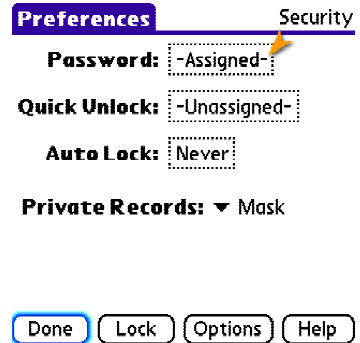 Preferences Security
Password: -Assigned-
Quick Unlock: -Unassigned-
Auto Lock: Never
Private Records: Mask
Done Lock Options Help